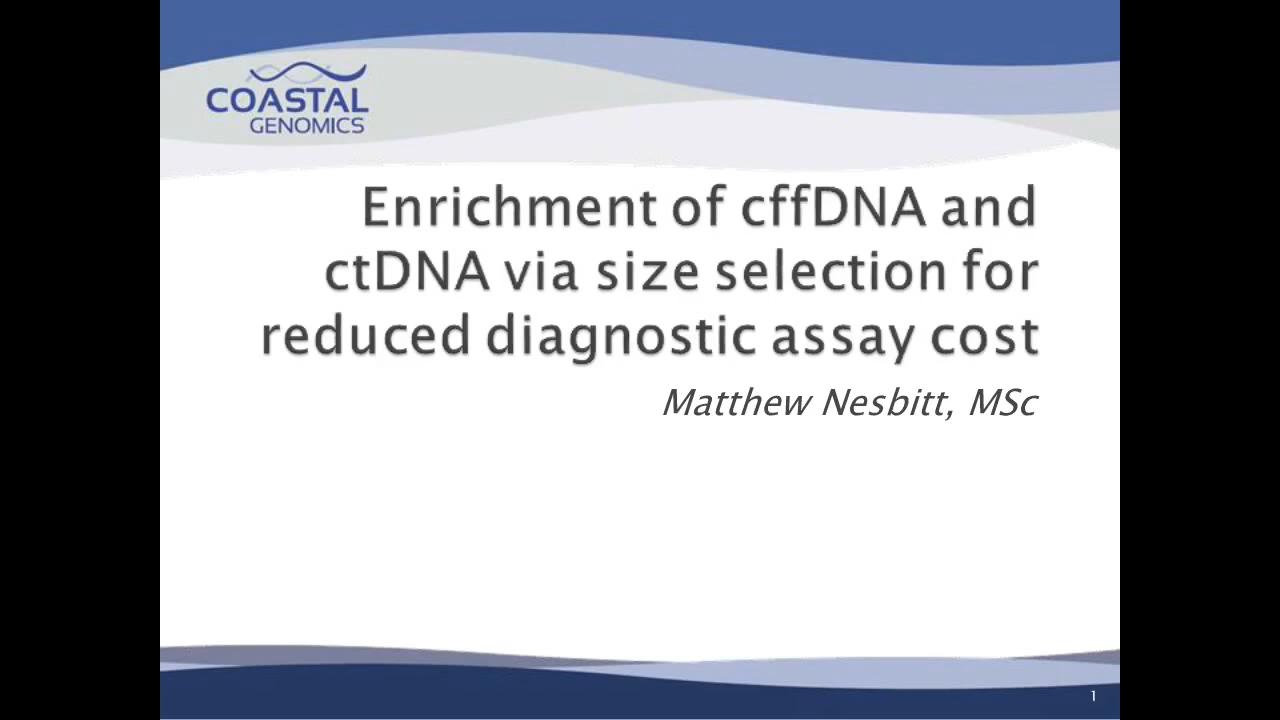 COASTAL
GENOMICS
Enrichment of cffDNA and
ctDNA via size selection for
reduced diagnostic assay cost
Matthew Nesbitt, MSc
1